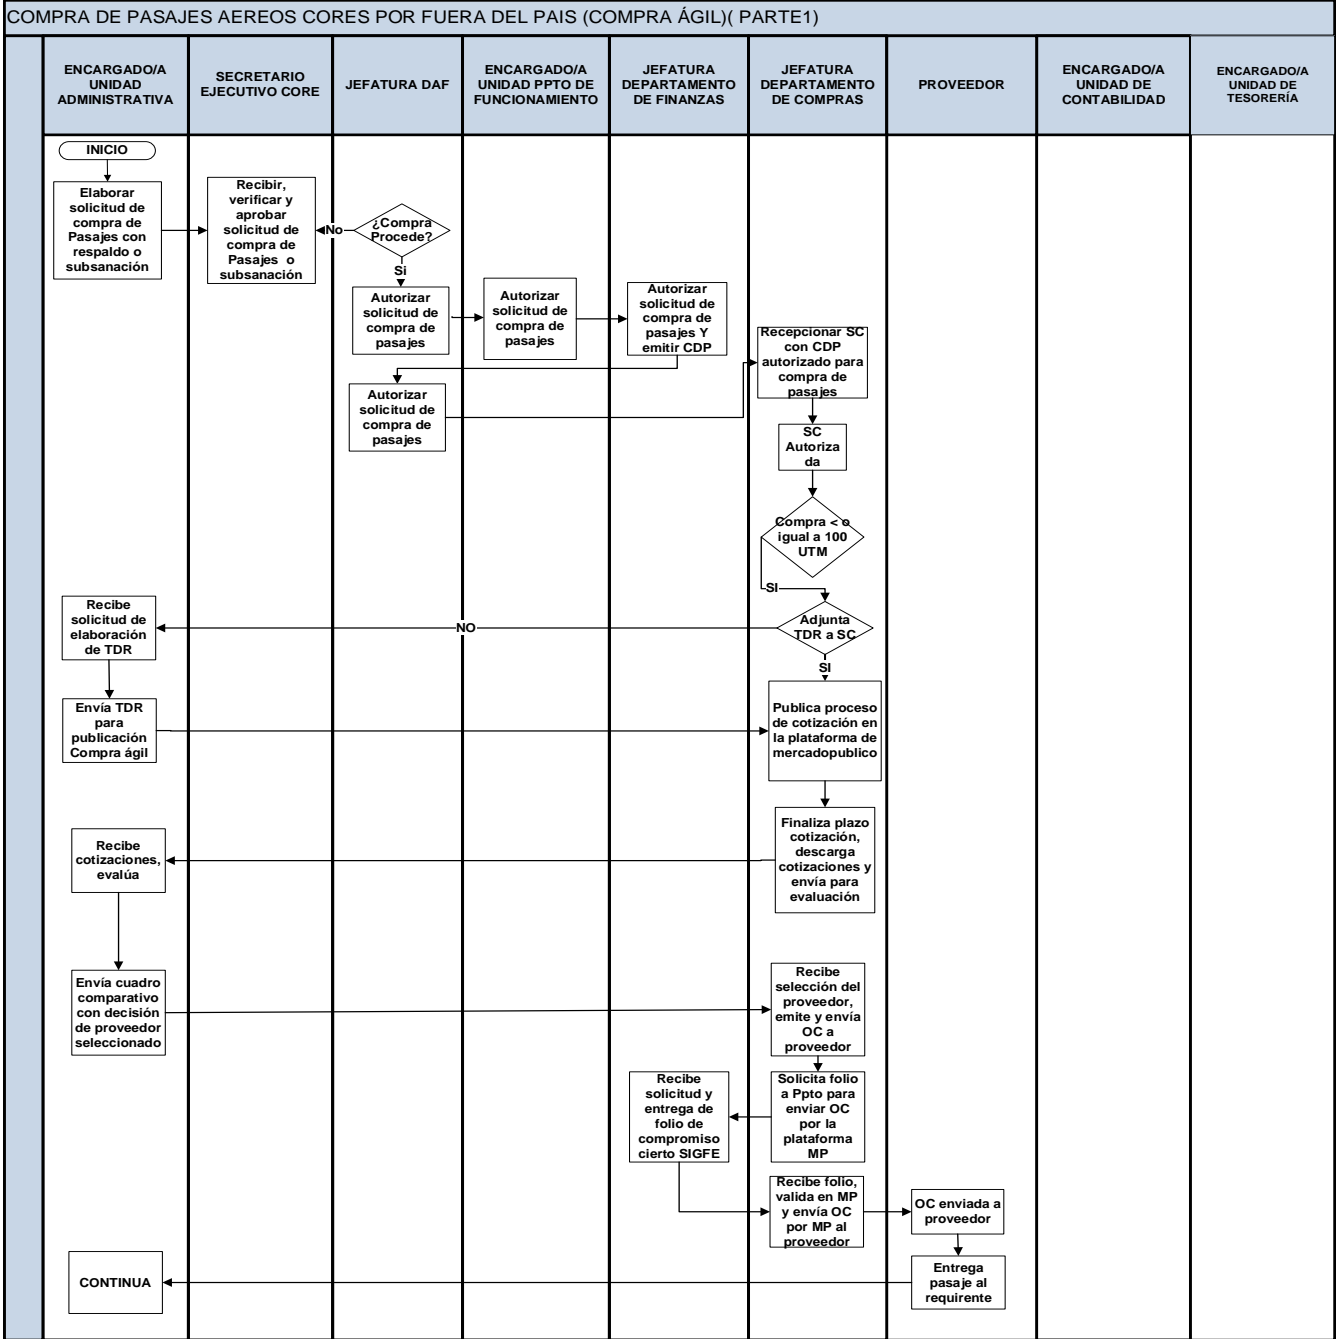 COMPRA DE PASAJES AEREOS CORES POR FUERA DEL PAIS (COMPRA ÁGIL)( PARTE1)
ENCARGADO/A
UNIDAD
ADMINISTRATIVA
SECRETARIO
EJECUTIVO CORE
JEFATURA DAF
ENCARGADO/A
UNIDAD PPTO DE
FUNCIONAMIENTO
JEFATURA
DEPARTAMENTO
DE FINANZAS
JEFATURA
DEPARTAMENTO
DE COMPRAS
PROVEEDOR
ENCARGADO/A
UNIDAD DE
CONTABILIDAD
ENCARGADO/A
UNIDAD DE
TESORERÍA
INICIO
Elaborar
solicitud de
compra de
Pasajes con
respaldo o
subsanación
Recibir,
verificar y
aprobar
solicitud de
compra de
Pasajes o
subsanación
No
¿Compra
Procede?
Si
Autorizar
solicitud de
compra de
pasajes
Autorizar
solicitud de
compra de
pasajes
Autorizar
solicitud de
compra de
pasajes Y
emitir CDP
Recepcionar SC
con CDP
autorizado para
compra de
pasajes
Autorizar
solicitud de
compra de
pasajes
SC
Autoriza
da
Compra < o
igual a 100
UTM
SI
Adjunta
TDR a SC
NO
SI
Recibe
solicitud de
elaboración
de TDR
Envía TDR
para
publicación
Compra ágil
Publica proceso
de cotización en
la plataforma de
mercadopublico
Finaliza plazo
cotización,
descarga
cotizaciones y
envía para
evaluación
Recibe
cotizaciones,
evalúa
Envía cuadro
comparativo
con decisión
de proveedor
seleccionado
Recibe
selección del
proveedor,
emite y envía
OC a
proveedor
Solicita folio
a Ppto para
enviar OC
por la
plataforma
MP
Recibe
solicitud y
entrega de
folio de
compromiso
cierto SIGFE
Recibe folio,
valida en MP
y envía OC
por MP al
proveedor
OC enviada a
proveedor
Entrega
pasaje al
requirente
CONTINUA